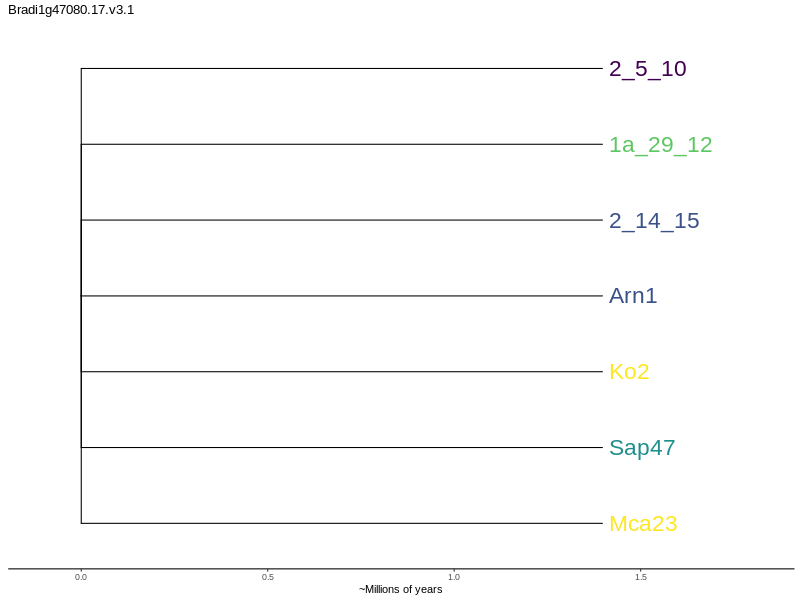 Bradi1g47080.17.v3.1
2_5_10
1a_29_12
2_14_15
Arn1
Ko2
Sap47
Mca23
0.0 0.5 1.0 1.5
~Millions of years